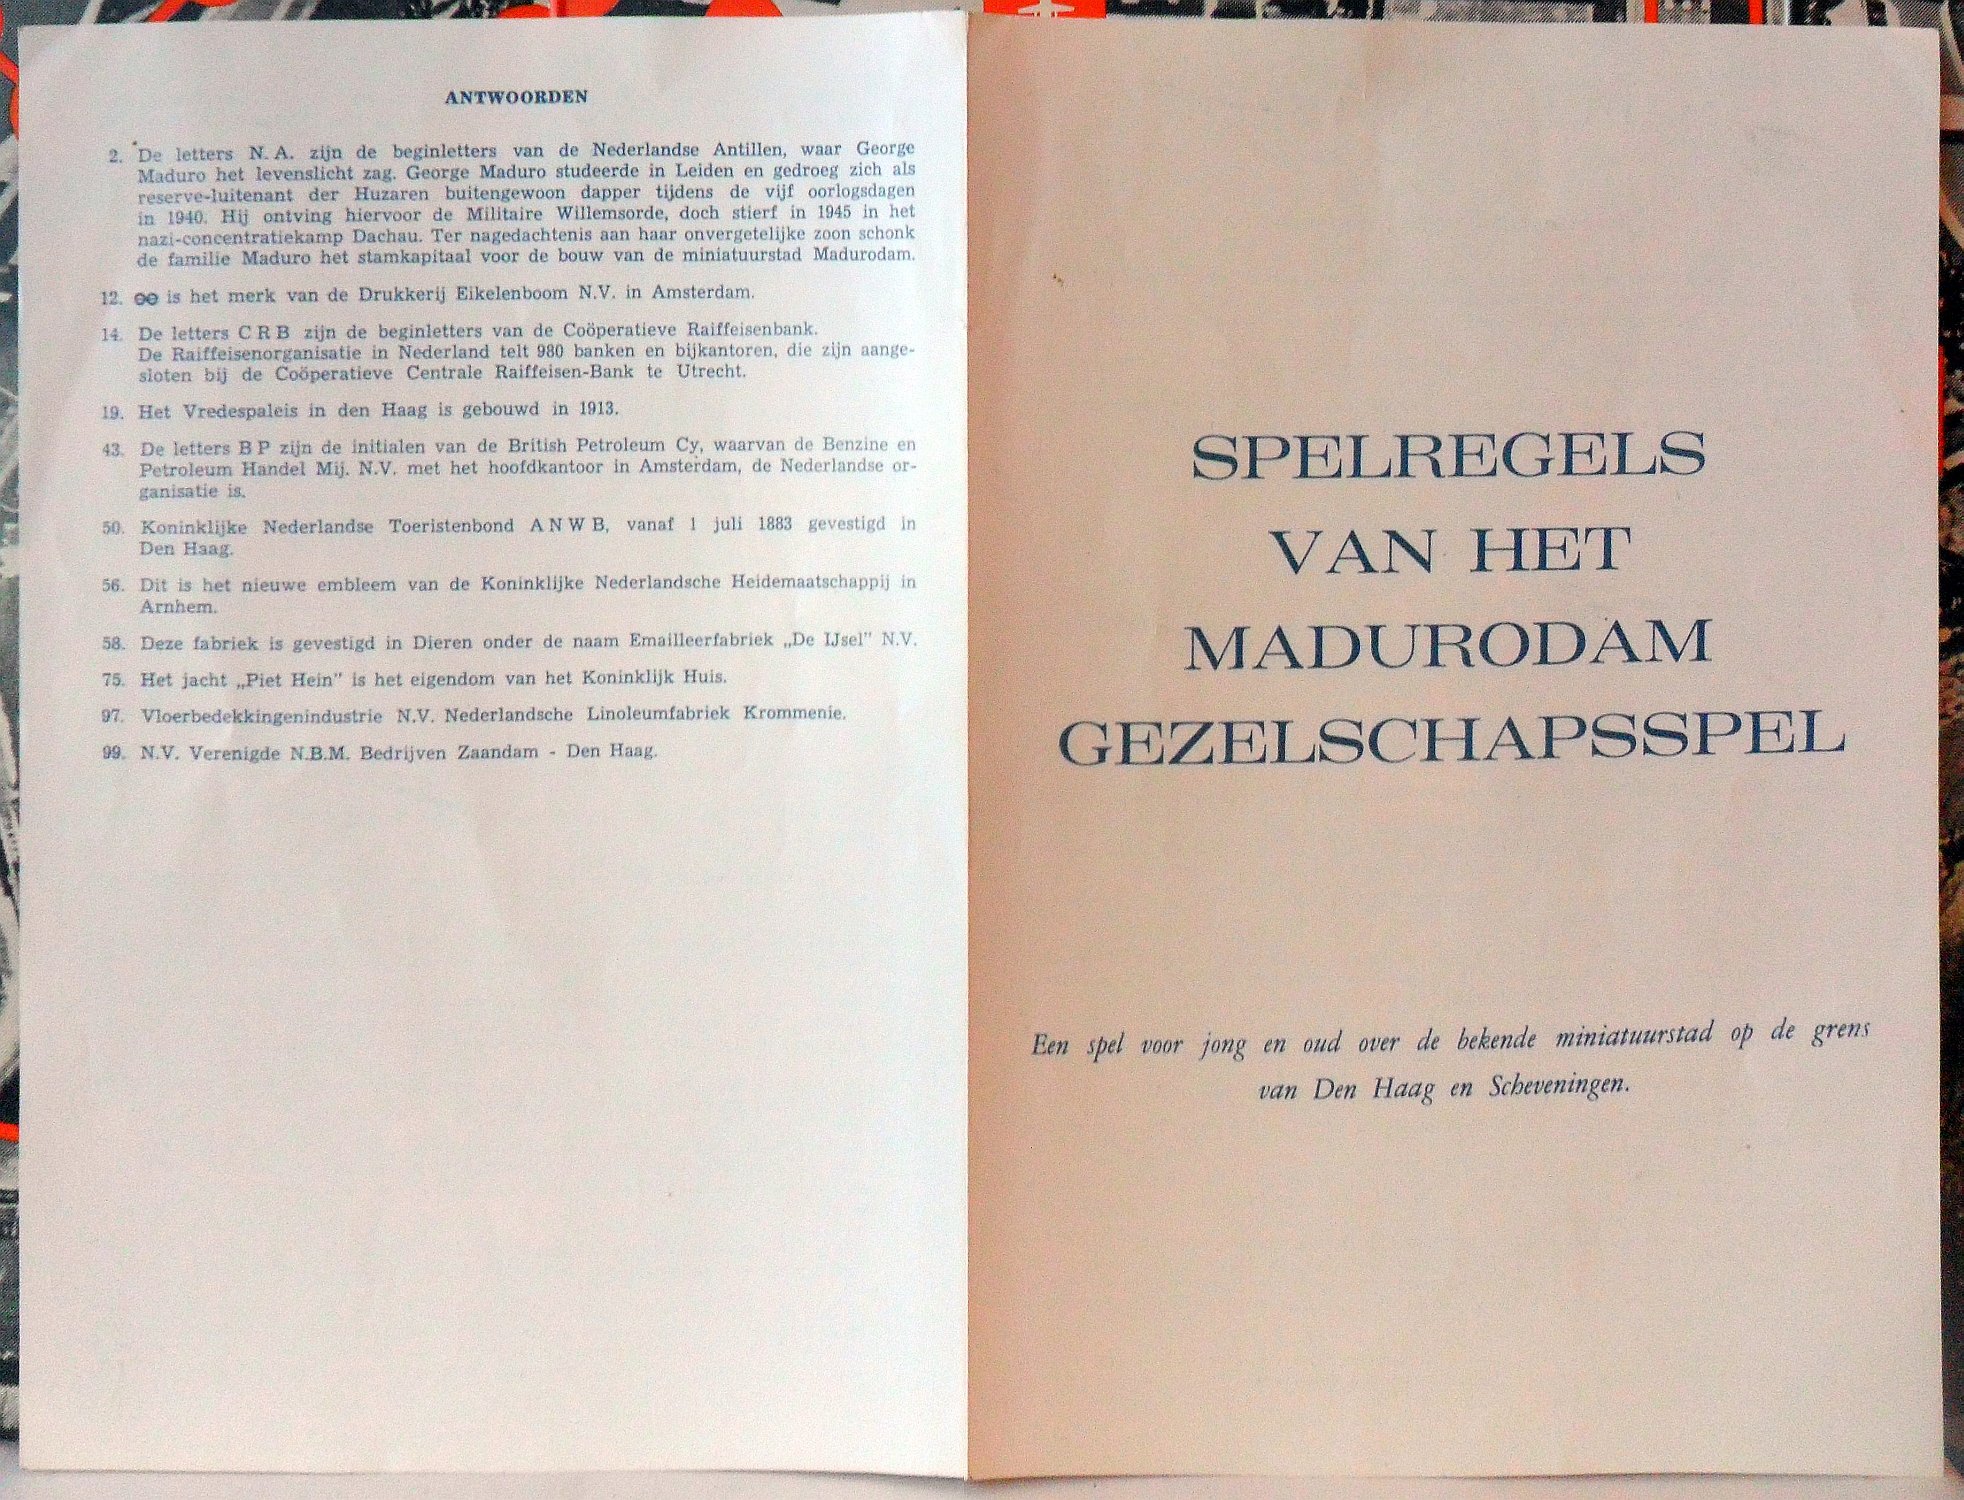 ANTWOORDEN
2. De letters N. A. zijn de beginletters van de Nederlandse Antillen, waar George
Maduro het levenslicht zag. George Maduro studeerde in Leiden en gedroeg zich als
reserve-luitenant der Huzaren buitengewoon dapper tijdens de vijf oorlogsdagen
in 1940. Hij ontving hiervoor de Militaire Willemsorde, doch stierf in 1945 in het
nazi-concentratiekamp Dachau. Ter nagedachtenis aan haar onvergetelijke zoon schonk
de familie Maduro het stamkapitaal voor de bouw van de miniatuurstad Madurodam.
12. is het merk van de Drukkerij Eikelenboom N.V. in Amsterdam.
14. De letters C R B zijn de beginletters van de Coöperatieve Raiffeisenbank.
De Raiffeisenorganisatie in Nederland telt 980 banken en bijkantoren, die zijn aange-
sloten bij de Coöperatieve Centrale Raiffeisen-Bank te Utrecht.
19. Het Vredespaleis in den Haag is gebouwd in 1913.
43. De letters B P zijn de initialen van de British Petroleum Cy, waarvan de Benzine en
Petroleum Handel Mij. N.V. met het hoofdkantoor in Amsterdam, de Nederlandse or-
ganisatie is.
50. Koninklijke Nederlandse Toeristenbond A N W B, vanaf 1 juli 1883 gevestigd in
Den Haag.
56. Dit is het nieuwe embleem van de Koninklijke Nederlandsche Heidemaatschappij in
Arnhem.
58. Deze fabriek is gevestigd in Dieren onder de naam Emailleerfabriek „De IJsel" N.V.
75. Het jacht „Piet Hein" is het eigendom van het Koninklijk Huis.
97. Vloerbedekkingenindustrie N.V. Nederlandsche Linoleumfabriek Krommenie.
99. N.V. Verenigde N.B.M. Bedrijven Zaandam - Den Haag.
SPELREGELS
VAN HET
MADURODAM
GEZELSCHAPSSPEL
Een spel voor jong en oud over de bekende miniatuurstad op de grens
van Den Haag en Scheveningen.